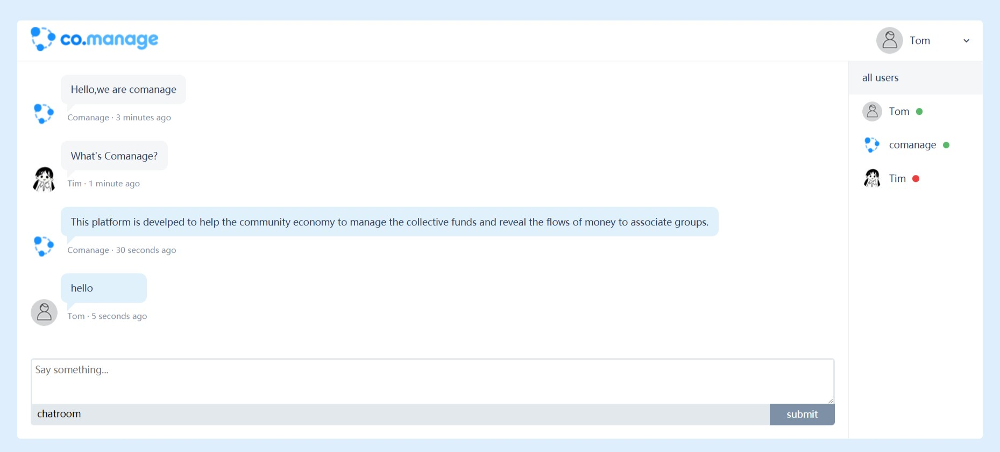 co.manage
Tom
Hello,we are comanage
Comanage · 3 minutes ago
What's Comanage?
Tim · 1 minute ago
This platform is develped to help the community economy to manage the collective funds and reveal the flows of money to associate groups.
Comanage · 30 seconds ago
hello
Tom · 5 seconds ago
Say something...
chatroom
submit
all users
Tom
comanage
Tim